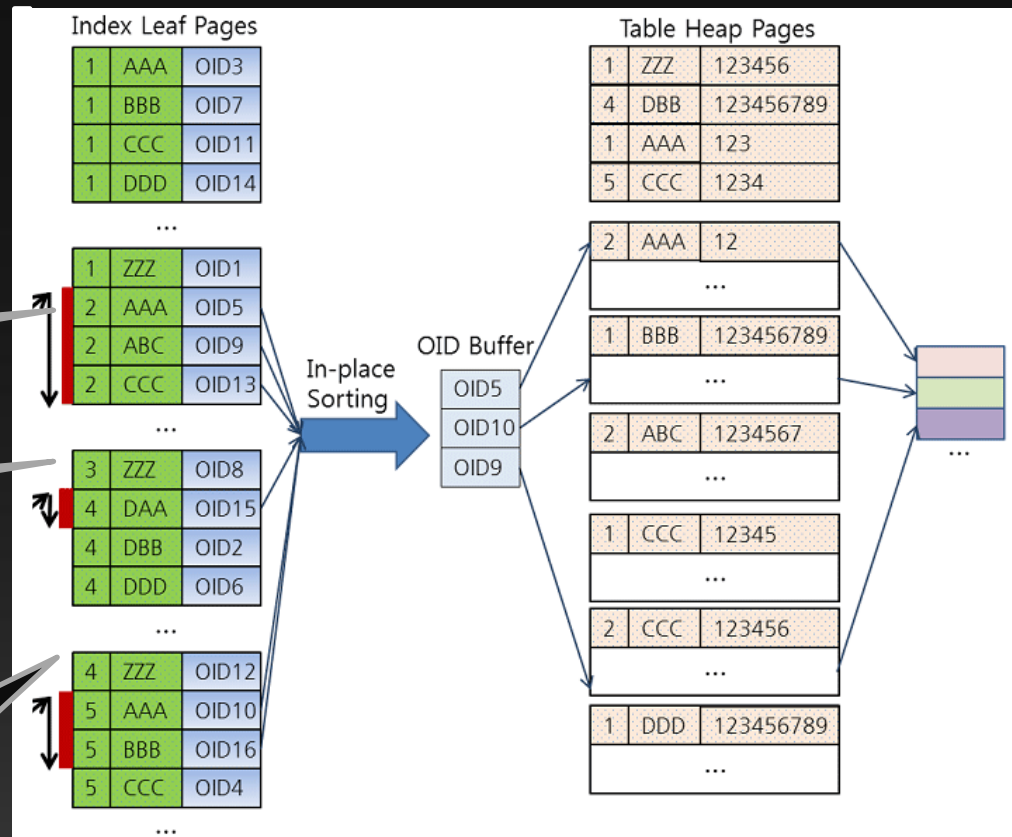 Index Leaf Pages
1 AAA OID3
1 BBB OID7
1 CCC OID11
1 DDD OID14
...
1 ZZZ OID1
2 AAA OID5
2 ABC OID9
2 CCC OID13
...
3 ZZZ OID8
4 DAA OID15
4 DBB OID2
4 DDD OID6
...
4 ZZZ OID12
5 AAA OID10
5 BBB OID16
5 CCC OID4
...
In-place
Sorting
OID Buffer
OID5
OID10
OID9
Table Heap Pages
1 ZZZ 123456
4 DBB 123456789
1 AAA 123
5 CCC 1234
2 AAA 12
...
1 BBB 123456789
...
2 ABC 1234567
...
1 CCC 12345
...
2 CCC 123456
...
1 DDD 123456789
...
...